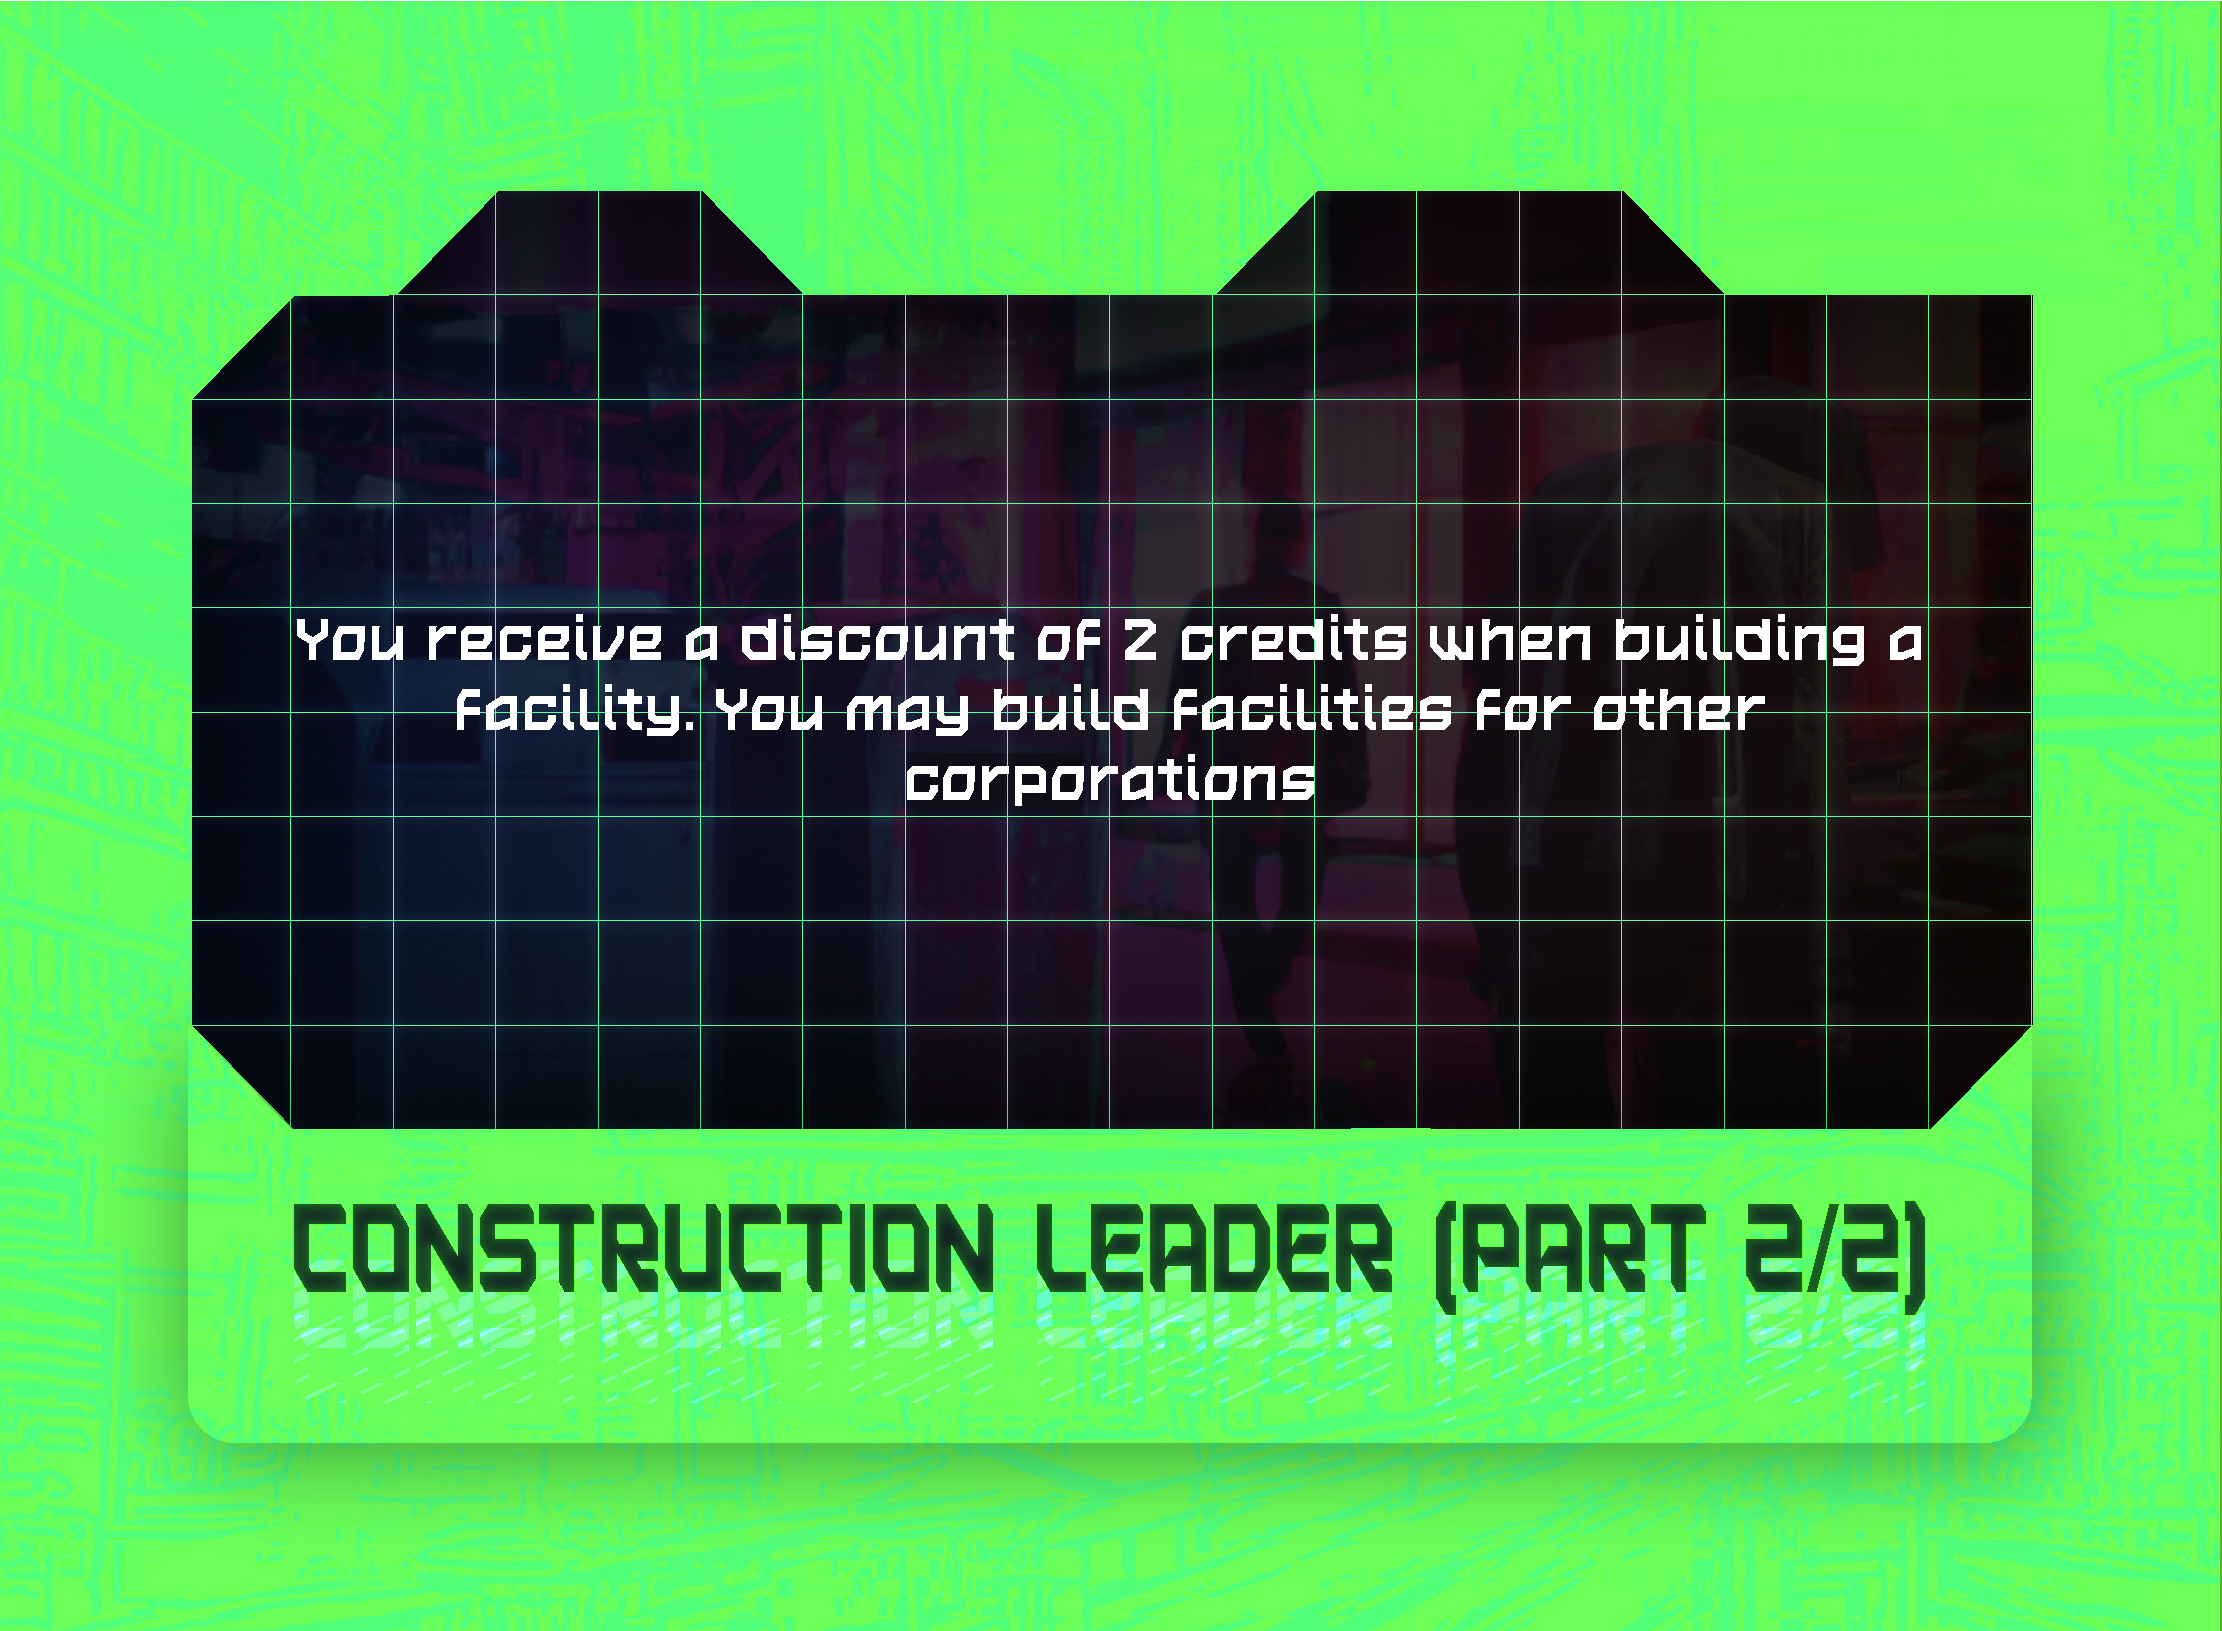 You receive a discount of 2 credits when building a
facility. You may build facilities for other
corporations
CONSTRUCTION LEADER (PART 2/2)